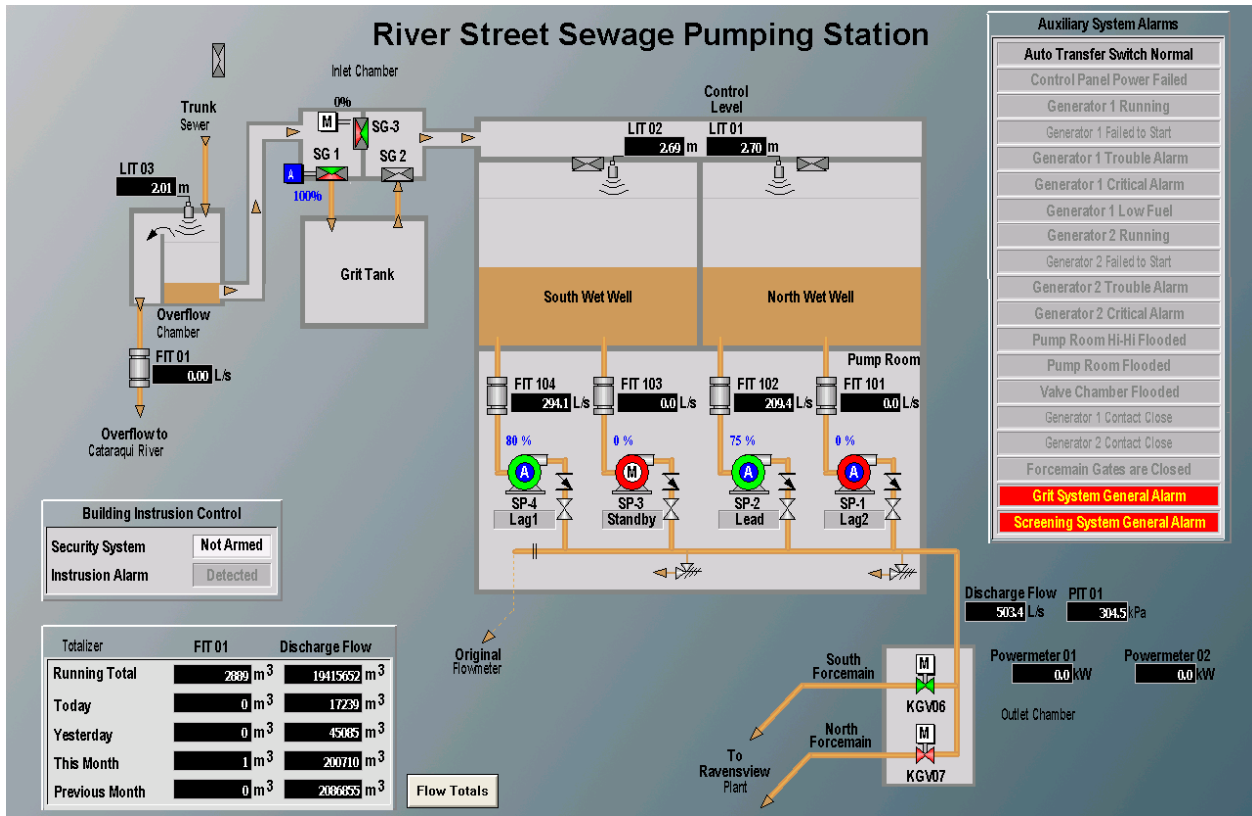 River Street Sewage Pumping Station
Auxiliary System Alarms
Auto Transfer Switch Normal
Control Panel Power Failed
Generator 1 Running
Generator 1 Failed to Start
Generator 1 Trouble Alarm
Generator 1 Critical Alarm
Generator 1 Low Fuel
Generator 2 Running
Generator 2 Failed to Start
Generator 2 Trouble Alarm
Generator 2 Critical Alarm
Pump Room Hi-Hi Flooded
Pump Room Flooded
Valve Chamber Flooded
Generator 1 Contact Close
Generator 2 Contact Close
Forcemain Gates are Closed
Grit System General Alarm
Screening System General Alarm
Inlet Chamber
0%
M
SG-3
SG 1
SG 2
A
100%
Trunk
Sewer
LIT 03
2.01 m
Grit Tank
Overflow
Chamber
FIT 01
0.00 L/s
Overflow to
Cataraqui River
Control
Level
LIT 02
2.69 m
LIT 01
2.70 m
South Wet Well
North Wet Well
Pump Room
FIT 104
294.1 L/s
FIT 103
0.0 L/s
FIT 102
209.4 L/s
FIT 101
0.0 L/s
80 %
0 %
75 %
0 %
A
M
A
A
SP-4
Lag1
SP-3
Standby
SP-2
Lead
SP-1
Lag2
Building Instrusion Control
Security System Not Armed
Instrusion Alarm Detected
Original
Flowmeter
Discharge Flow
503.4 L/s
PIT 01
304.5 kPa
Powermeter 01
0.0 kW
Powermeter 02
0.0 kW
Outlet Chamber
South
Forcemain
M
KGV06
North
Forcemain
M
KGV07
To
Ravensview
Plant
Totalizer FIT 01 Discharge Flow
Running Total 2889 m3 19415652 m3
Today 0 m3 17239 m3
Yesterday 0 m3 45085 m3
This Month 1 m3 200710 m3
Previous Month 0 m3 2086855 m3
Flow Totals